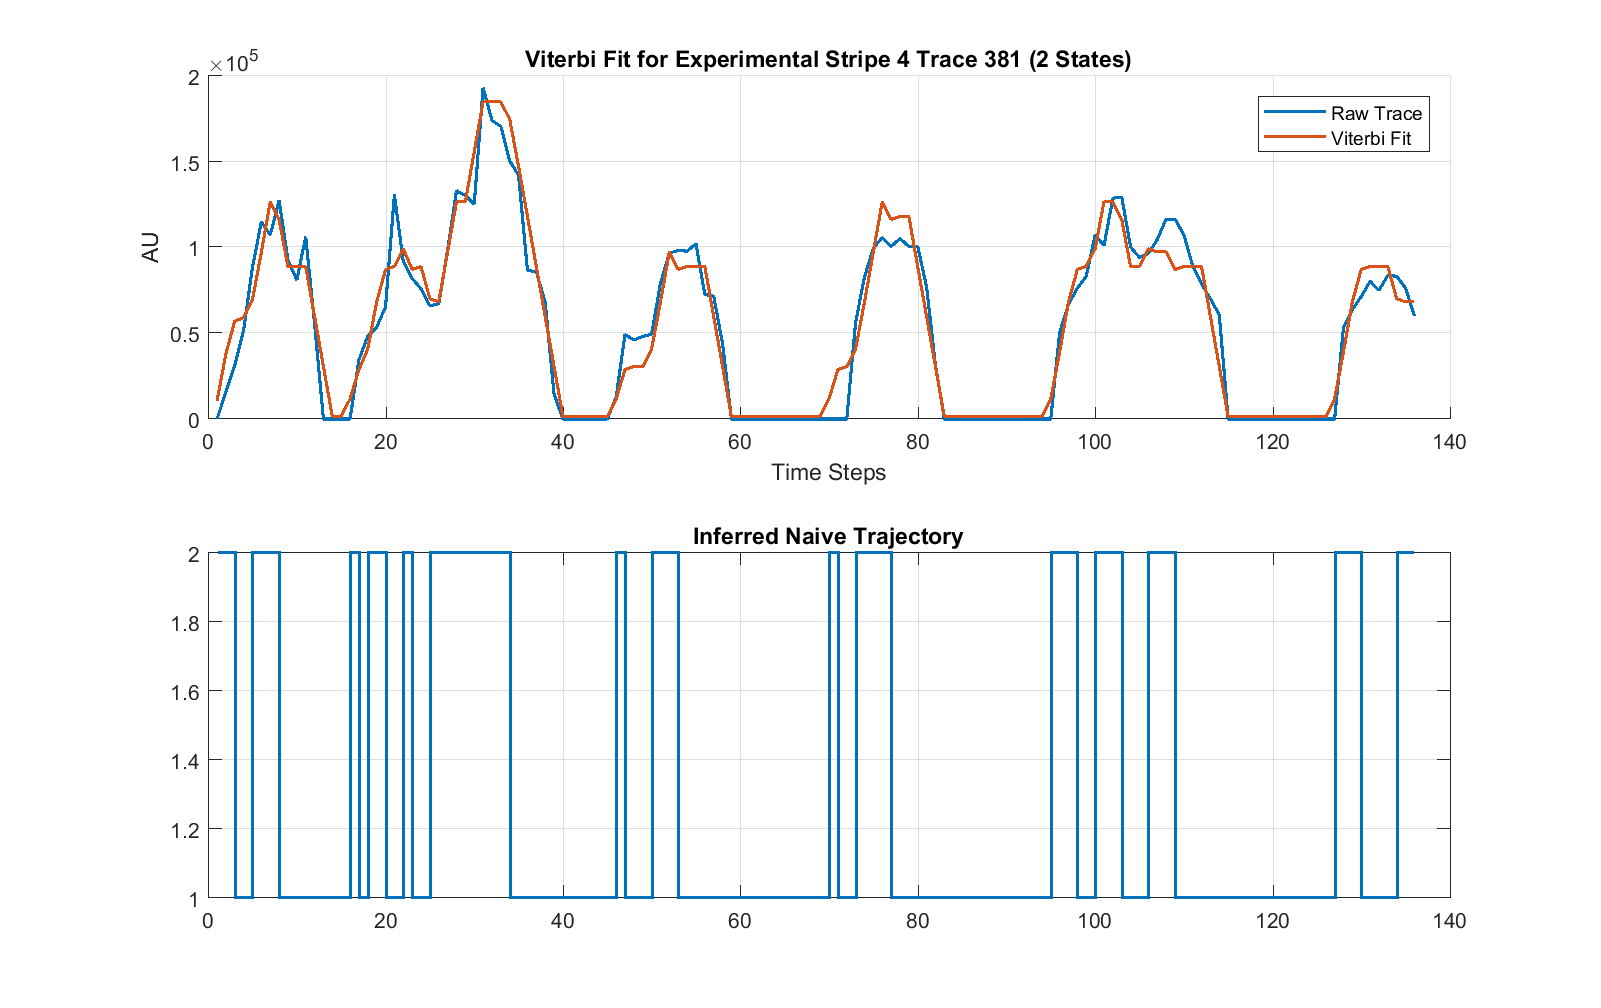 Viterbi Fit for Experimental Stripe 4 Trace 381 (2 States)
×10⁵
2
1.5
1
0.5
0
AU
Raw Trace
Viterbi Fit
0 20 40 60 80 100 120 140
Time Steps
Inferred Naive Trajectory
2
1.8
1.6
1.4
1.2
1
0 20 40 60 80 100 120 140